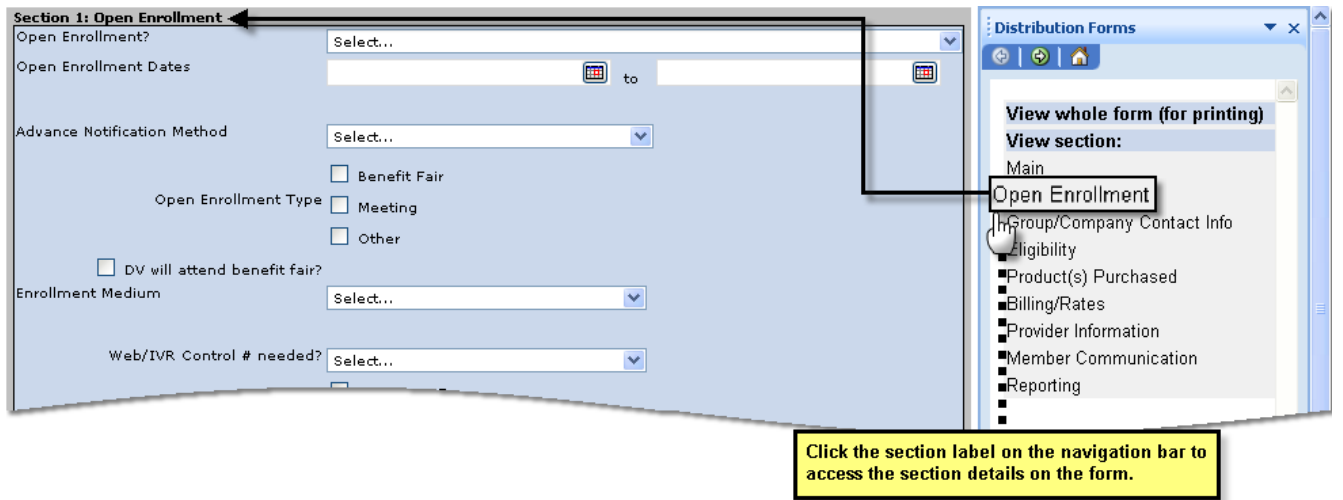 Section 1: Open Enrollment
Open Enrollment?
Select...
Open Enrollment Dates
to
Advance Notification Method
Select...
Benefit Fair
Open Enrollment Type
Meeting
Other
DV will attend benefit fair?
Enrollment Medium
Select...
Web/IVR Control # needed?
Select...
Distribution Forms
View whole form (for printing)
View section:
Main
Open Enrollment
Group/Company Contact Info
Eligibility
Product(s) Purchased
Billing/Rates
Provider Information
Member Communication
Reporting
Click the section label on the navigation bar to
access the section details on the form.